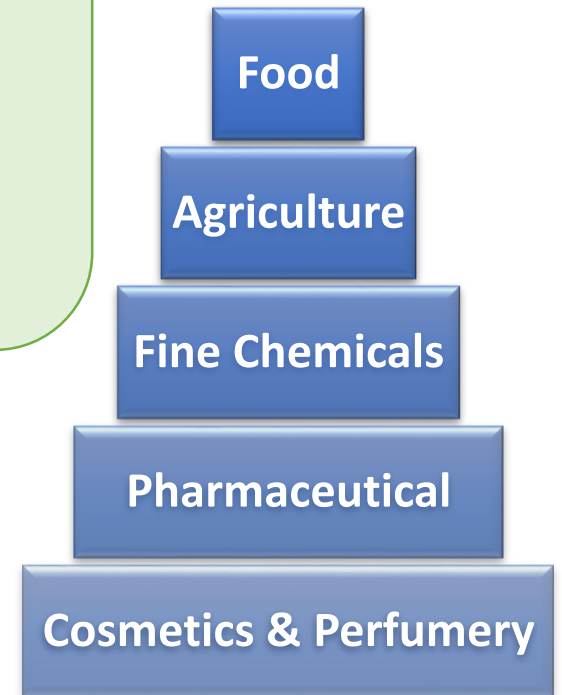 Food
Agriculture
Fine Chemicals
Pharmaceutical
Cosmetics & Perfumery